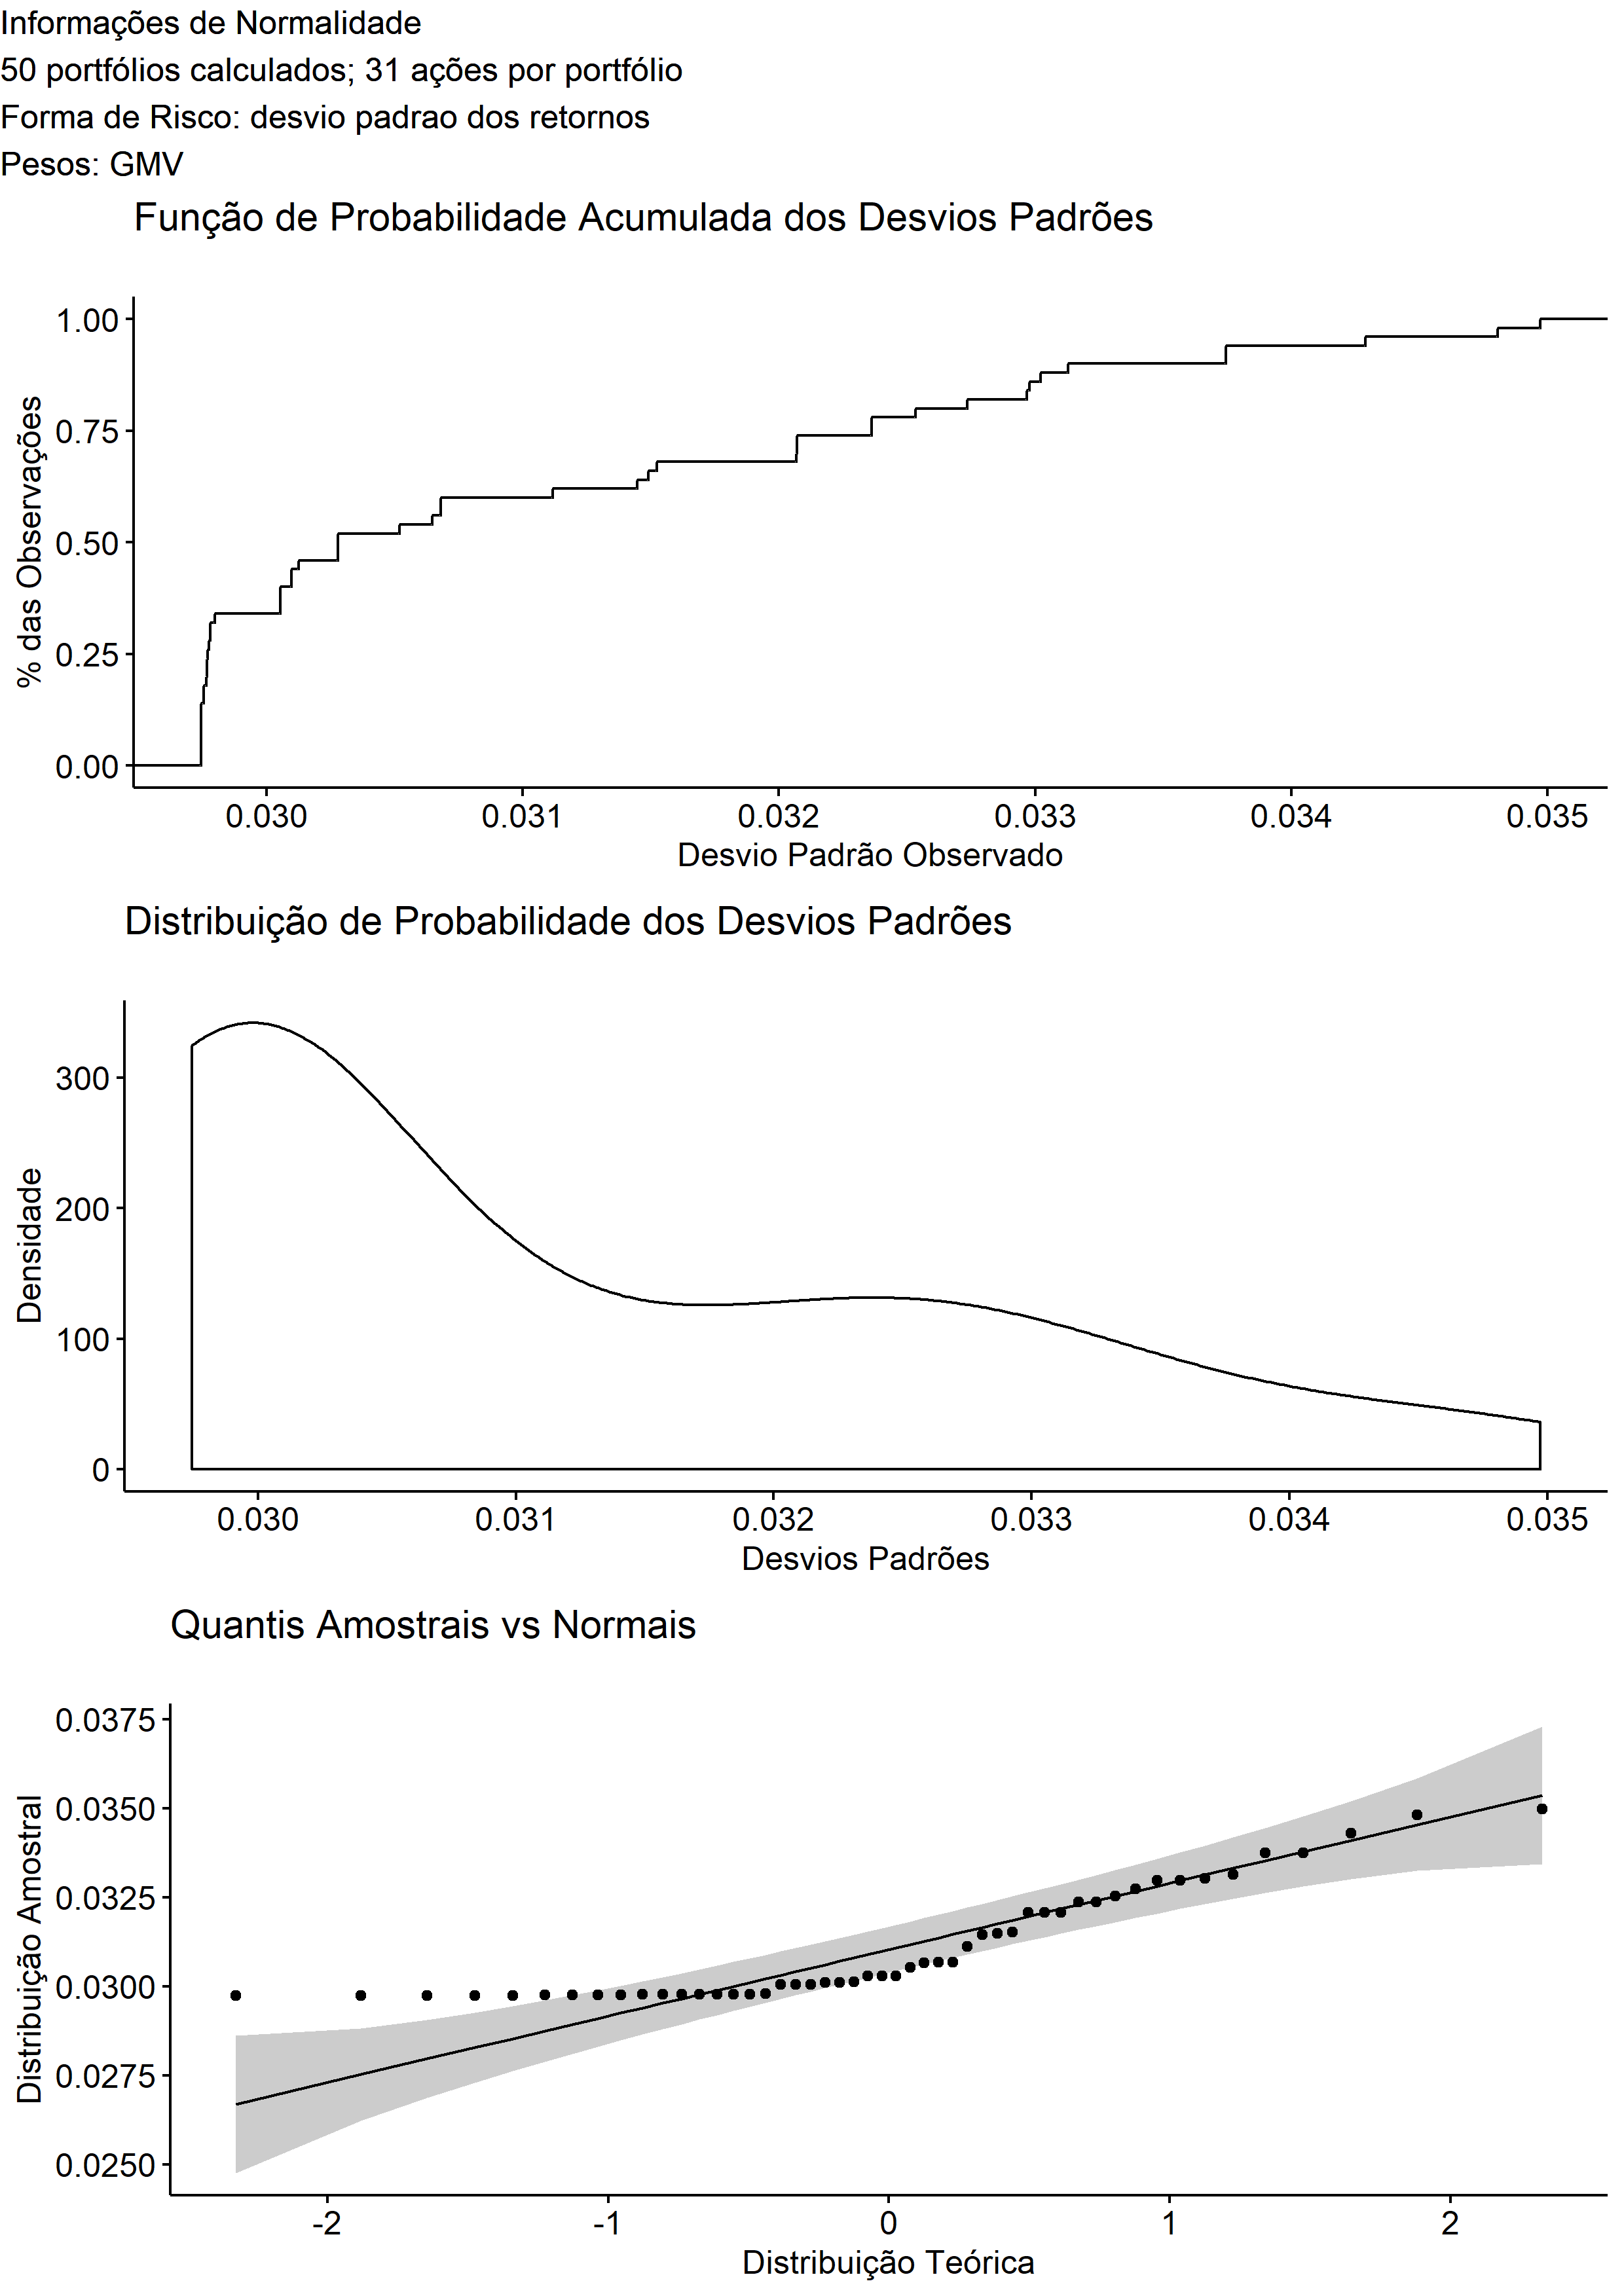 Informações de Normalidade
50 portfólios calculados; 31 ações por portfólio
Forma de Risco: desvio padrao dos retornos
Pesos: GMV
Função de Probabilidade Acumulada dos Desvios Padrões
% das Observações
1.00
0.75
0.50
0.25
0.00
0.030 0.031 0.032 0.033 0.034 0.035
Desvio Padrão Observado
Distribuição de Probabilidade dos Desvios Padrões
Densidade
300
200
100
0
0.030 0.031 0.032 0.033 0.034 0.035
Desvios Padrões
Quantis Amostrais vs Normais
Distribuição Amostral
0.0375
0.0350
0.0325
0.0300
0.0275
0.0250
-2 -1 0 1 2
Distribuição Teórica